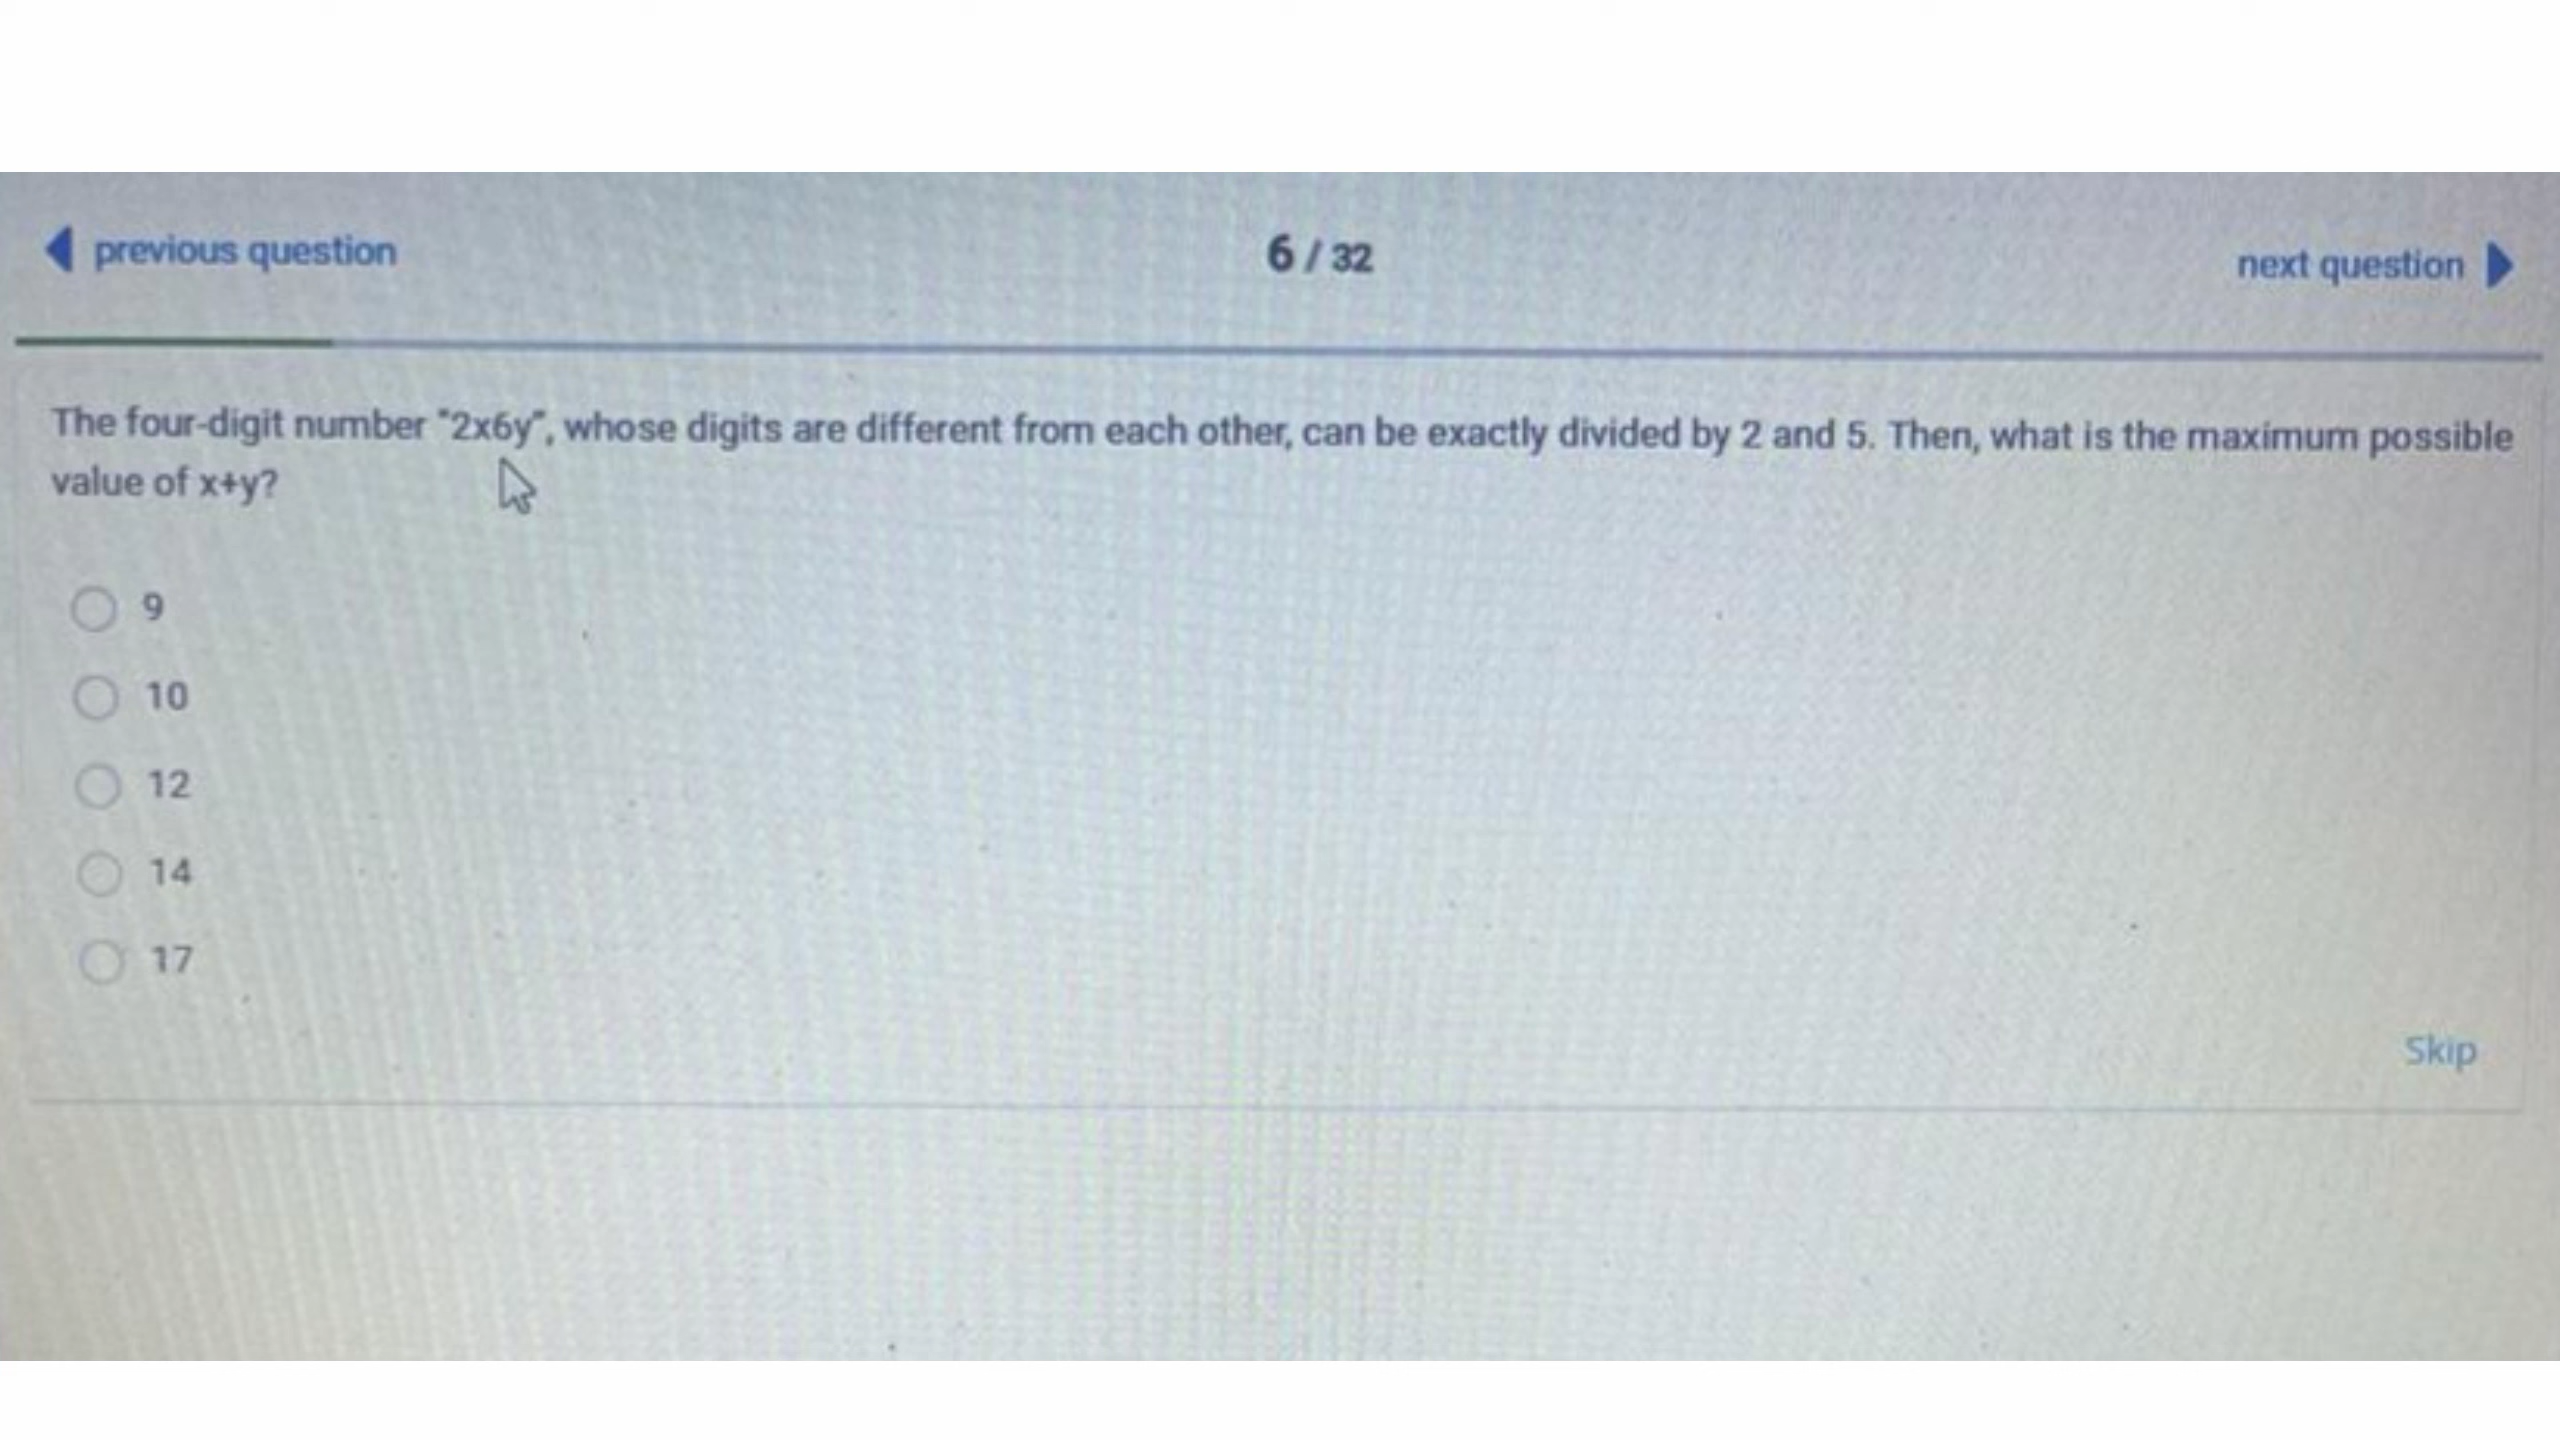 previous question
6 / 32
next question
The four-digit number "2x6y", whose digits are different from each other, can be exactly divided by 2 and 5. Then, what is the maximum possible
value of x+y?
9
10
12
14
17
Skip